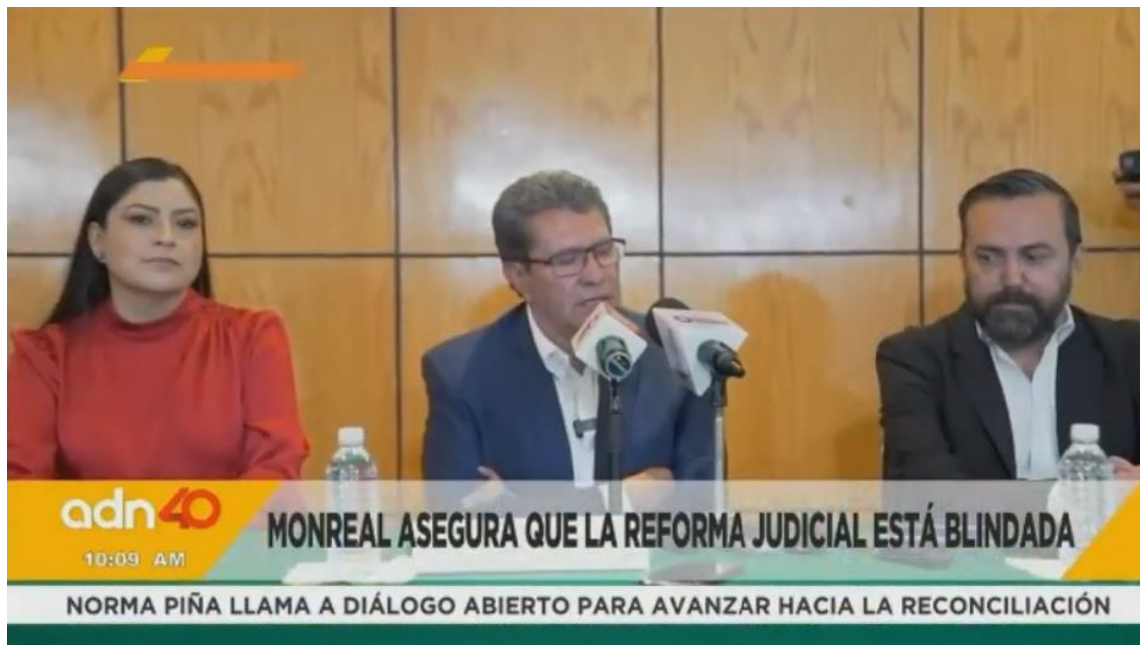 adn40
10:09 AM
MONREAL ASEGURA QUE LA REFORMA JUDICIAL ESTÁ BLINDADA
NORMA PIÑA LLAMA A DIÁLOGO ABIERTO PARA AVANZAR HACIA LA RECONCILIACIÓN